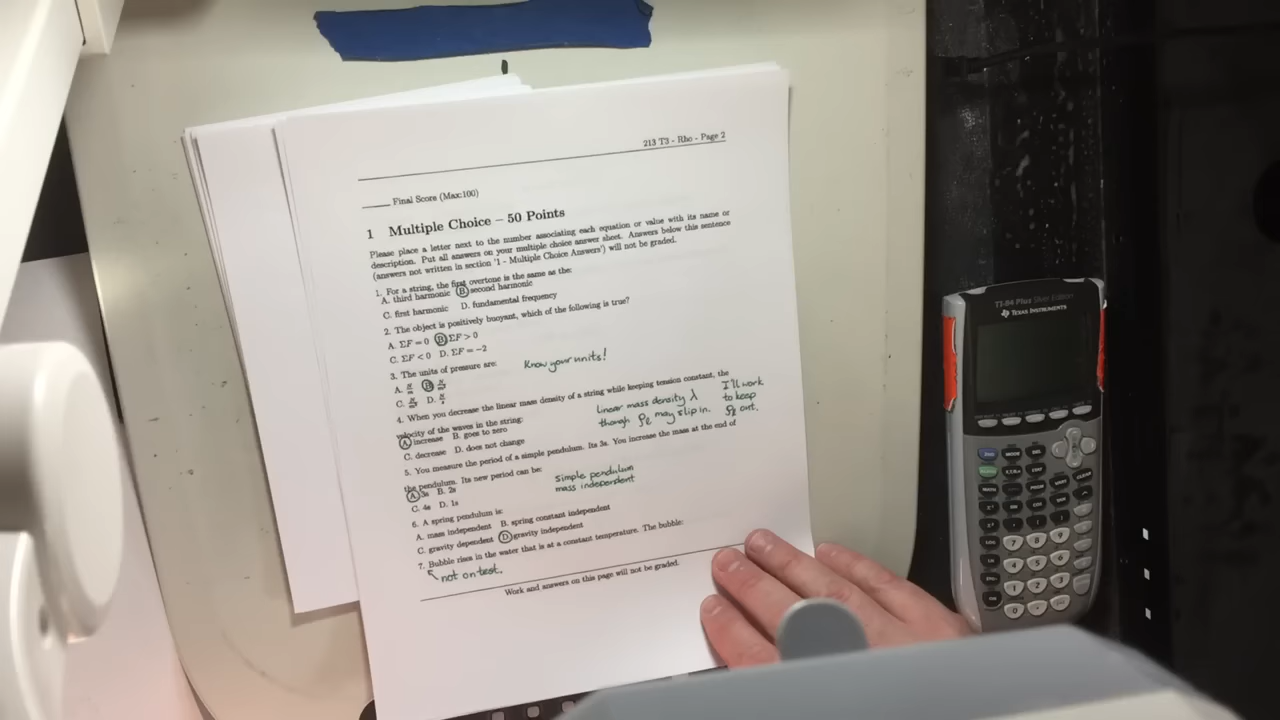 213 T3 - Rho - Page 2
Final Score (Max:100)
1 Multiple Choice – 50 Points
Please place a letter next to the number associating each equation or value with its name or
description. Put all answers on your multiple choice answer sheet. Answers below this sentence
(answers not written in section '1 - Multiple Choice Answers') will not be graded.
1. For a string, the first overtone is the same as the:
A. third harmonic B. second harmonic
C. first harmonic D. fundamental frequency
2. The object is positively buoyant, which of the following is true?
A. ΣF = 0 B. ΣF > 0
C. ΣF < 0 D. ΣF = −2
3. The units of pressure are:
Know your units!
A. B.
C. D.
4. When you decrease the linear mass density of a string while keeping tension constant, the
velocity of the waves in the string:
A. increase B. goes to zero
C. decrease D. does not change
linear mass density λ
though ρℓ may slip in.
I'll work
to keep
ρℓ out.
5. You measure the period of a simple pendulum. Its 3s. You increase the mass at the end of
the pendulum. Its new period can be:
A. 3s B. 2s
C. 4s D. 1s
simple pendulum
mass independent
6. A spring pendulum is:
A. mass independent B. spring constant independent
C. gravity dependent D. gravity independent
7. Bubble rises in the water that is at a constant temperature. The bubble:
not on test.
Work and answers on this page will not be graded.
TI-84 Plus Silver Edition
TEXAS INSTRUMENTS